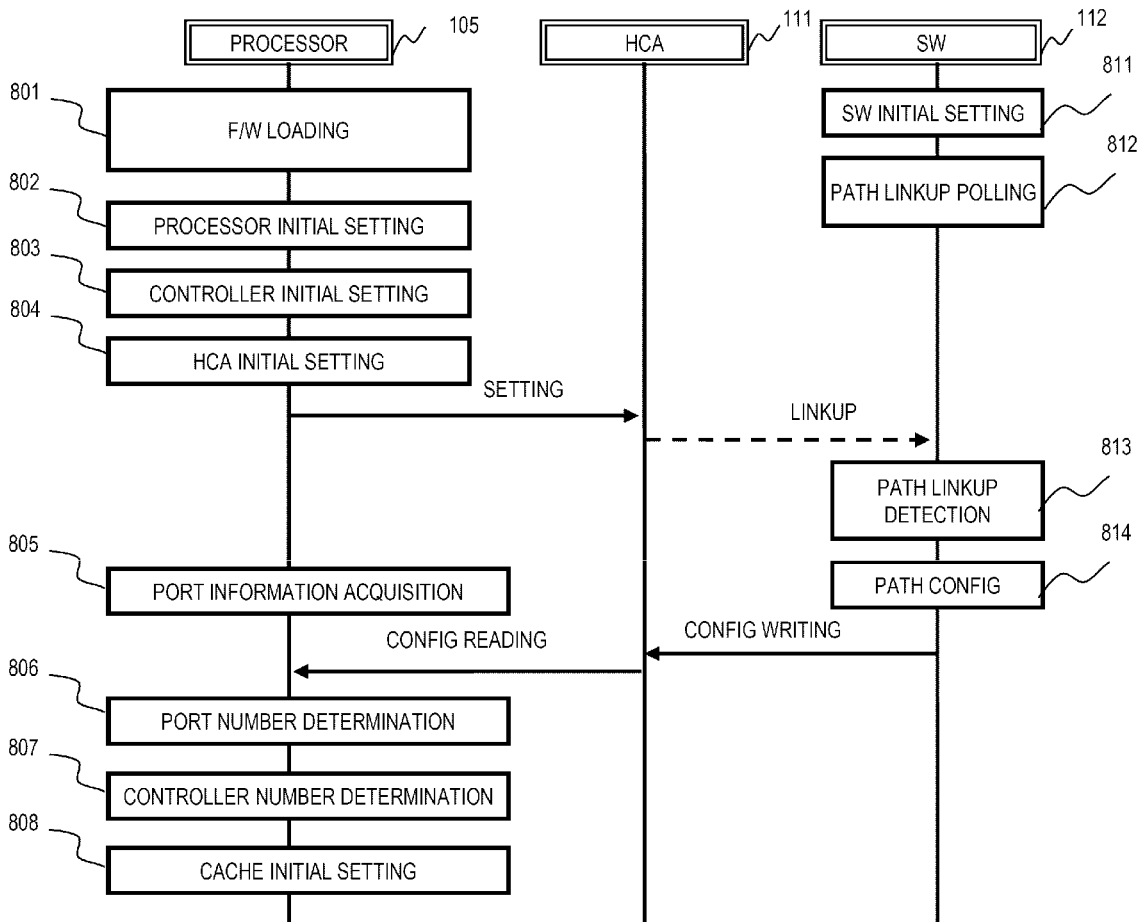 PROCESSOR
105
HCA
111
SW
112
801
F/W LOADING
811
SW INITIAL SETTING
812
PATH LINKUP POLLING
802
PROCESSOR INITIAL SETTING
803
CONTROLLER INITIAL SETTING
804
HCA INITIAL SETTING
SETTING
LINKUP
813
PATH LINKUP
DETECTION
814
PATH CONFIG
805
PORT INFORMATION ACQUISITION
CONFIG WRITING
CONFIG READING
806
PORT NUMBER DETERMINATION
807
CONTROLLER NUMBER DETERMINATION
808
CACHE INITIAL SETTING